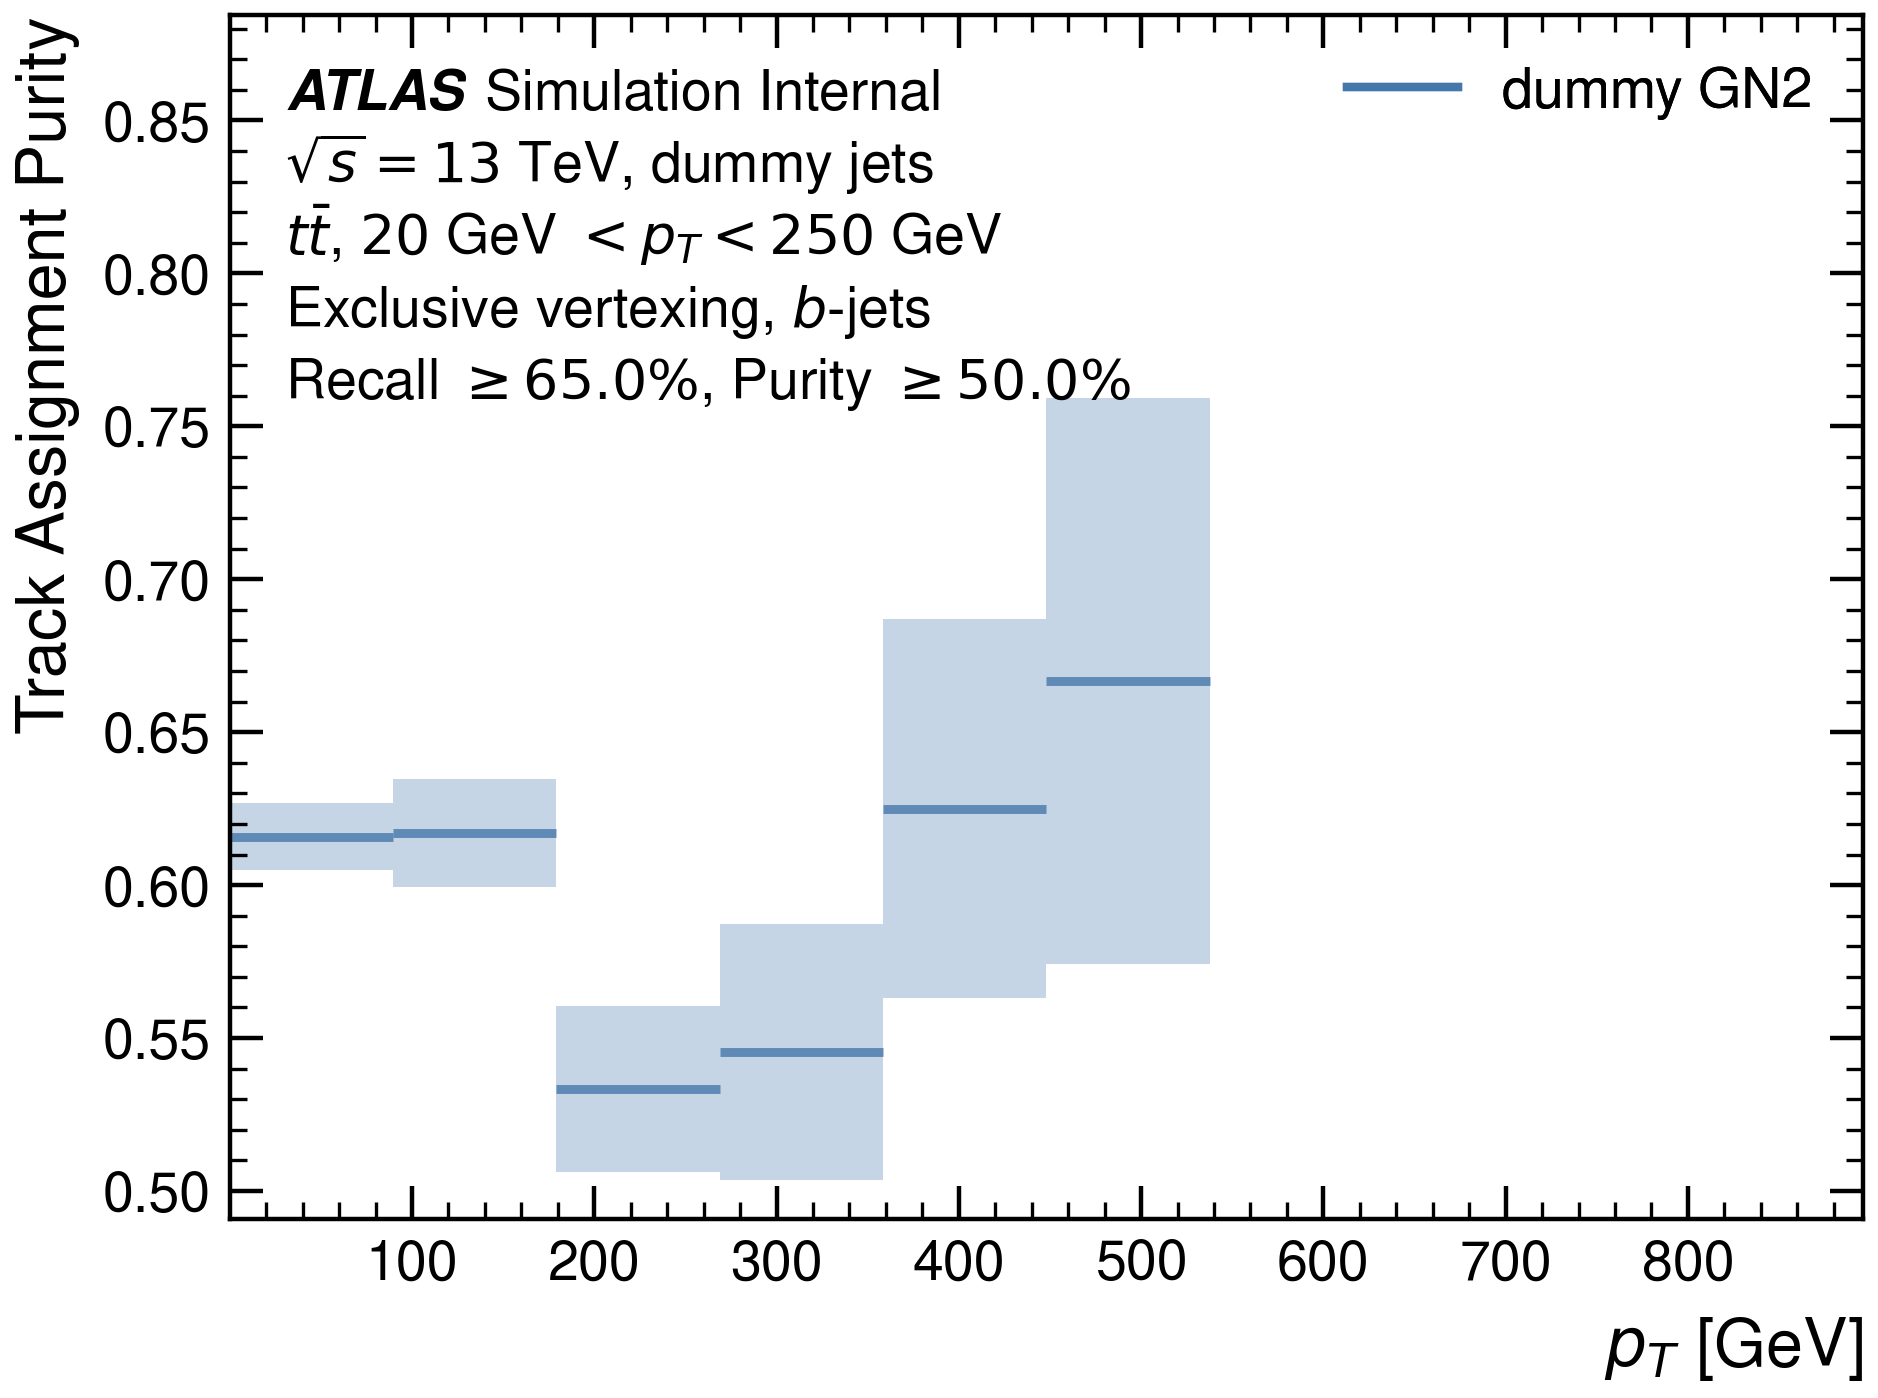 Track Assignment Purity
ATLAS Simulation Internal
√s = 13 TeV, dummy jets
tt̄, 20 GeV < p_T < 250 GeV
Exclusive vertexing, b-jets
Recall ≥ 65.0%, Purity ≥ 50.0%
dummy GN2
0.85
0.80
0.75
0.70
0.65
0.60
0.55
0.50
100 200 300 400 500 600 700 800
p_T [GeV]